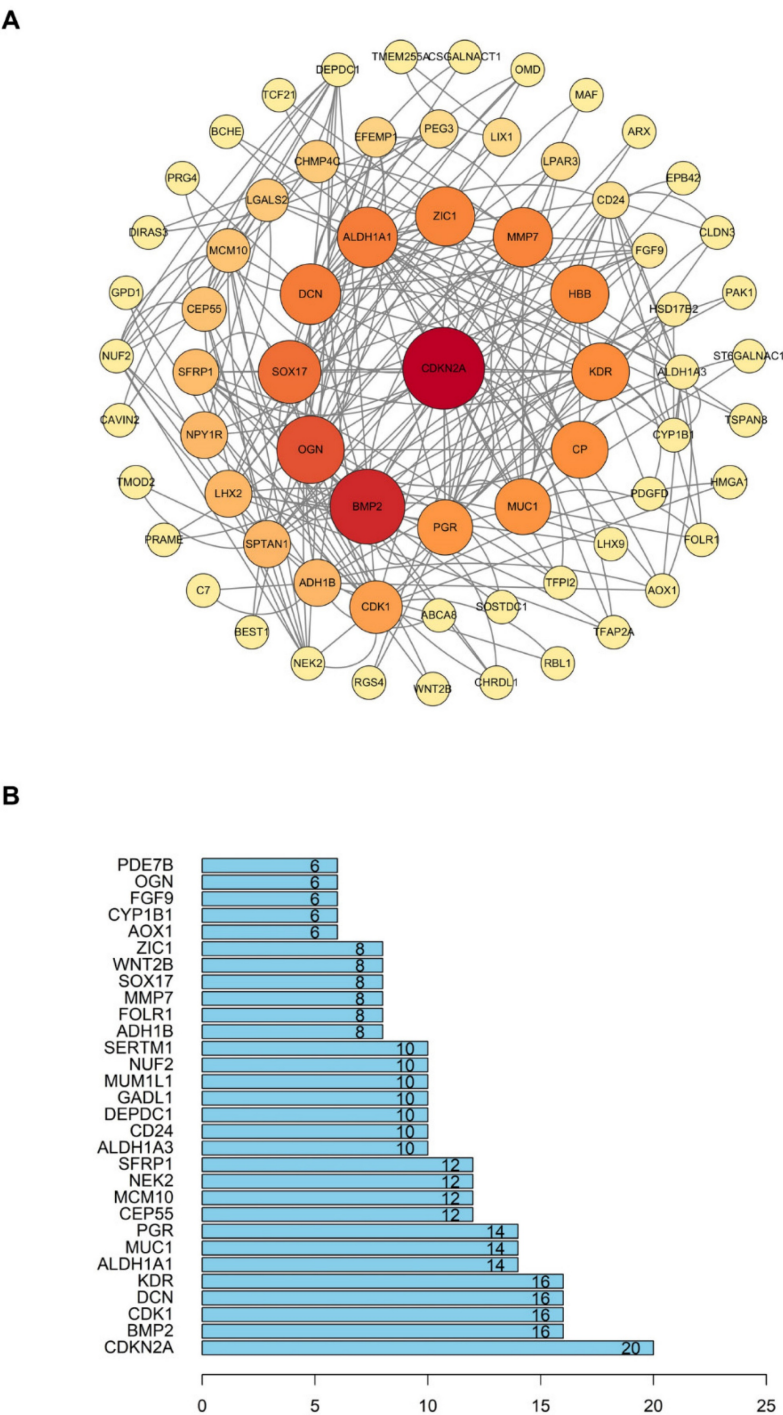 A
TMEM255A CSGALNACT1
DEPDC1 OMD
TCF21 MAF
BCHE EFEMP1 PEG3 LIX1 ARX
CHMP4C LPAR3
PRG4 EPB42
LGALS2 ZIC1 CD24
DIRAS3 ALDH1A1 MMP7 CLDN3
MCM10 FGF9
GPD1 DCN HBB PAK1
CEP55 HSD17B2
NUF2 ST6GALNAC1
SFRP1 SOX17 CDKN2A KDR ALDH1A3
CAVIN2 TSPAN8
NPY1R OGN CP CYP1B1
TMOD2 HMGA1
LHX2 BMP2 MUC1 PDGFD
PGR
PRAME SPTAN1 LHX9 FOLR1
C7 ADH1B TFPI2 AOX1
CDK1 ABCA8 SOSTDC1
BEST1 TFAP2A
NEK2 RBL1
RGS4 WNT2B CHRDL1
B
PDE7B 6
OGN 6
FGF9 6
CYP1B1 6
AOX1 6
ZIC1 8
WNT2B 8
SOX17 8
MMP7 8
FOLR1 8
ADH1B 8
SERTM1 10
NUF2 10
MUM1L1 10
GADL1 10
DEPDC1 10
CD24 10
ALDH1A3 10
SFRP1 12
NEK2 12
MCM10 12
CEP55 12
PGR 14
MUC1 14
ALDH1A1 14
KDR 16
DCN 16
CDK1 16
BMP2 16
CDKN2A 20
0 5 10 15 20 25